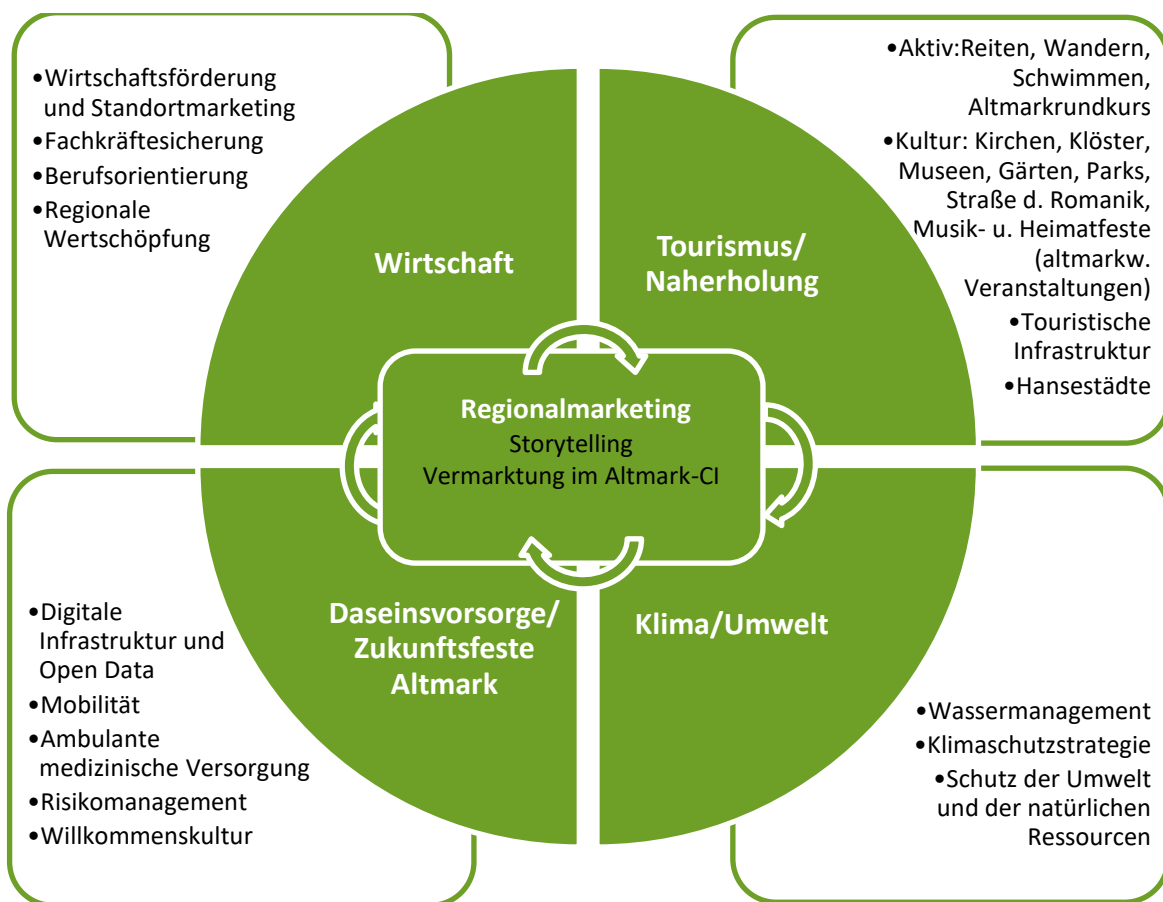 •Wirtschaftsförderung
und Standortmarketing
•Fachkräftesicherung
•Berufsorientierung
•Regionale
Wertschöpfung
Wirtschaft
Tourismus/
Naherholung
•Aktiv:Reiten, Wandern,
Schwimmen,
Altmarkrundkurs
•Kultur: Kirchen, Klöster,
Museen, Gärten, Parks,
Straße d. Romanik,
Musik- u. Heimatfeste
(altmarkw.
Veranstaltungen)
•Touristische
Infrastruktur
•Hansestädte
Regionalmarketing
Storytelling
Vermarktung im Altmark-CI
•Digitale
Infrastruktur und
Open Data
•Mobilität
•Ambulante
medizinische Versorgung
•Risikomanagement
•Willkommenskultur
Daseinsvorsorge/
Zukunftsfeste
Altmark
Klima/Umwelt
•Wassermanagement
•Klimaschutzstrategie
•Schutz der Umwelt
und der natürlichen
Ressourcen